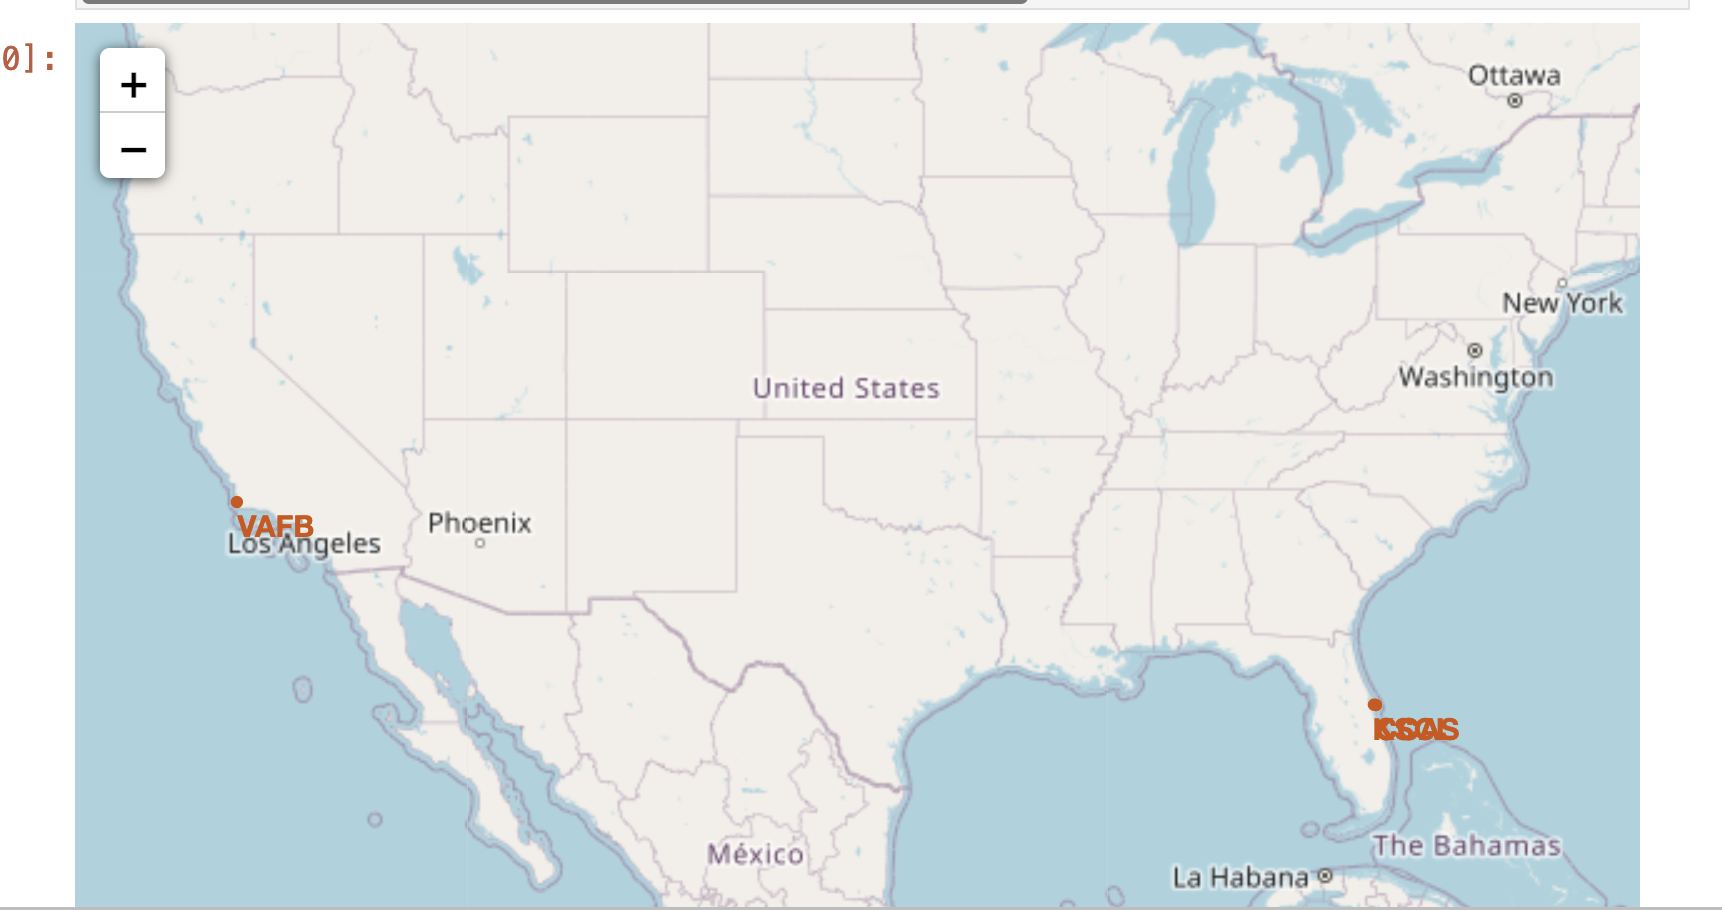 0]:
+
−
Ottawa
New York
Washington
United States
VAFB
Los Angeles
Phoenix
México
The Bahamas
La Habana